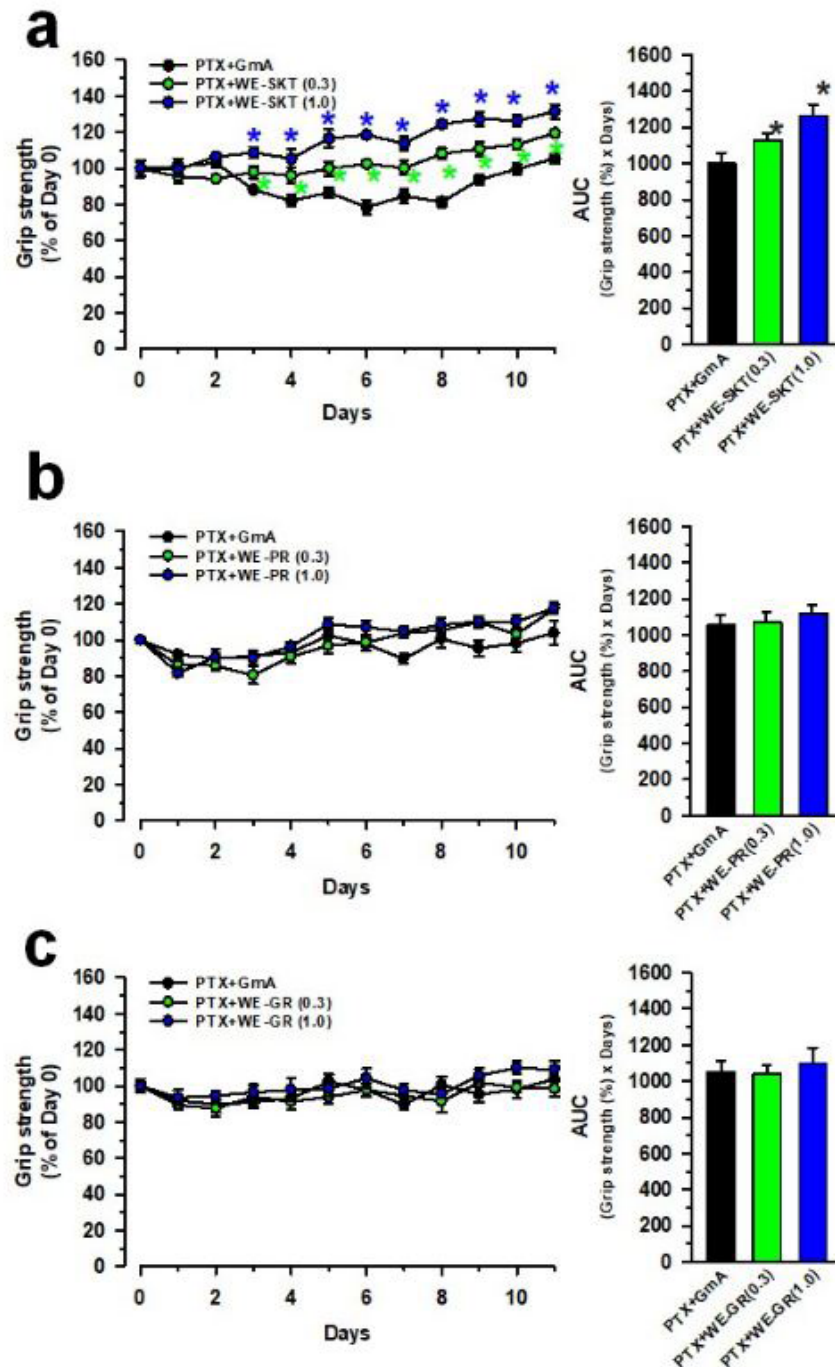 a
Grip strength
(% of Day 0)
160
140
120
100
80
60
40
20
0
PTX+GmA
PTX+WE-SKT (0.3)
PTX+WE-SKT (1.0)
* * * * * * * * *
* * * * * * * * *
0 2 4 6 8 10
Days
AUC
(Grip strength (%) x Days)
1600
1400
1200
1000
800
600
400
200
0
* *
PTX+GmA
PTX+WE-SKT(0.3)
PTX+WE-SKT(1.0)
b
Grip strength
(% of Day 0)
160
140
120
100
80
60
40
20
0
PTX+GmA
PTX+WE-PR (0.3)
PTX+WE-PR (1.0)
0 2 4 6 8 10
Days
AUC
(Grip strength (%) x Days)
1600
1400
1200
1000
800
600
400
200
0
PTX+GmA
PTX+WE-PR(0.3)
PTX+WE-PR(1.0)
c
Grip strength
(% of Day 0)
160
140
120
100
80
60
40
20
0
PTX+GmA
PTX+WE-GR (0.3)
PTX+WE-GR (1.0)
0 2 4 6 8 10
Days
AUC
(Grip strength (%) x Days)
1600
1400
1200
1000
800
600
400
200
0
PTX+GmA
PTX+WE-GR(0.3)
PTX+WE-GR(1.0)